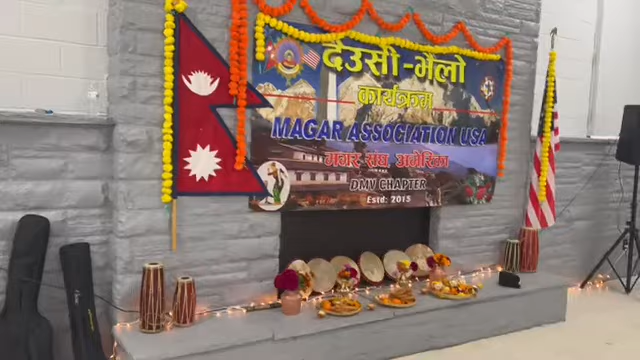 देउसी-भैलो
कार्यक्रम
MAGAR ASSOCIATION USA
मगर संघ, अमेरिका
DMV CHAPTER
Estd: 2015